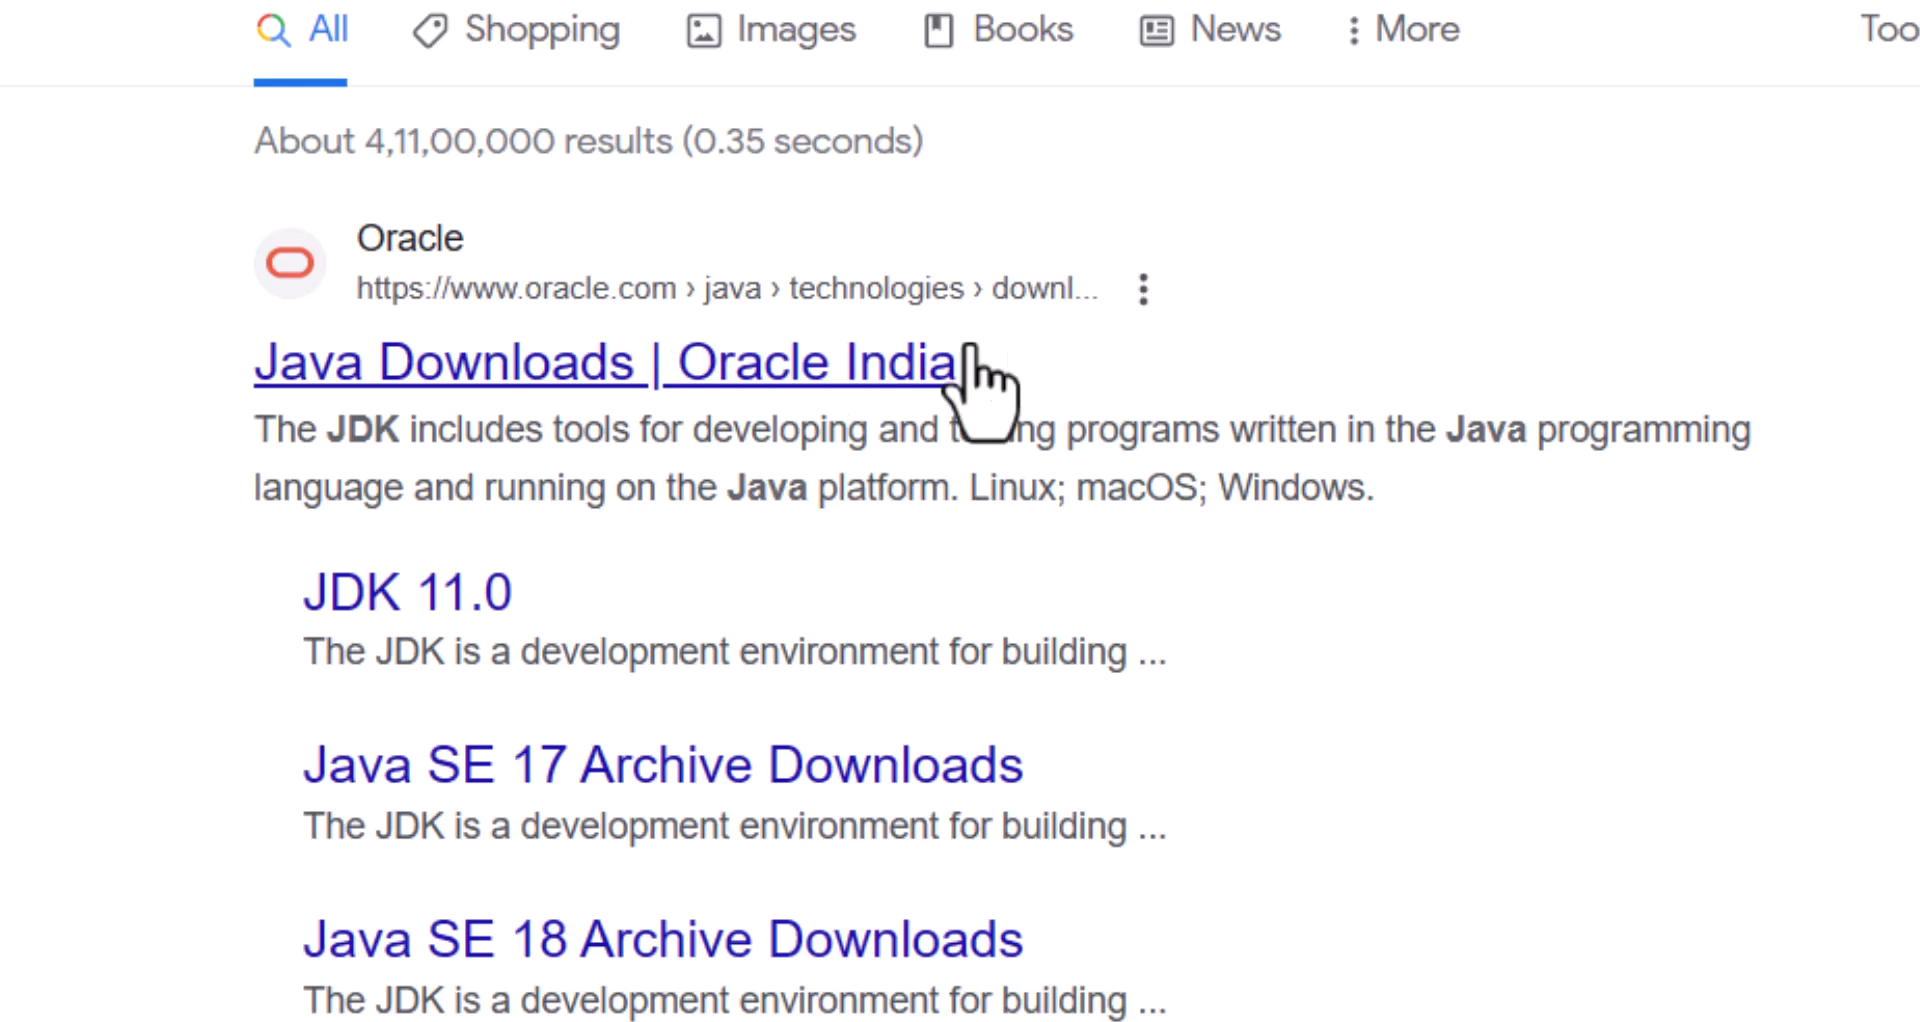 All Shopping Images Books News More Too
About 4,11,00,000 results (0.35 seconds)
Oracle
https://www.oracle.com › java › technologies › downl...
Java Downloads | Oracle India
The JDK includes tools for developing and programs written in the Java programming
language and running on the Java platform. Linux; macOS; Windows.
JDK 11.0
The JDK is a development environment for building ...
Java SE 17 Archive Downloads
The JDK is a development environment for building ...
Java SE 18 Archive Downloads
The JDK is a development environment for building ...